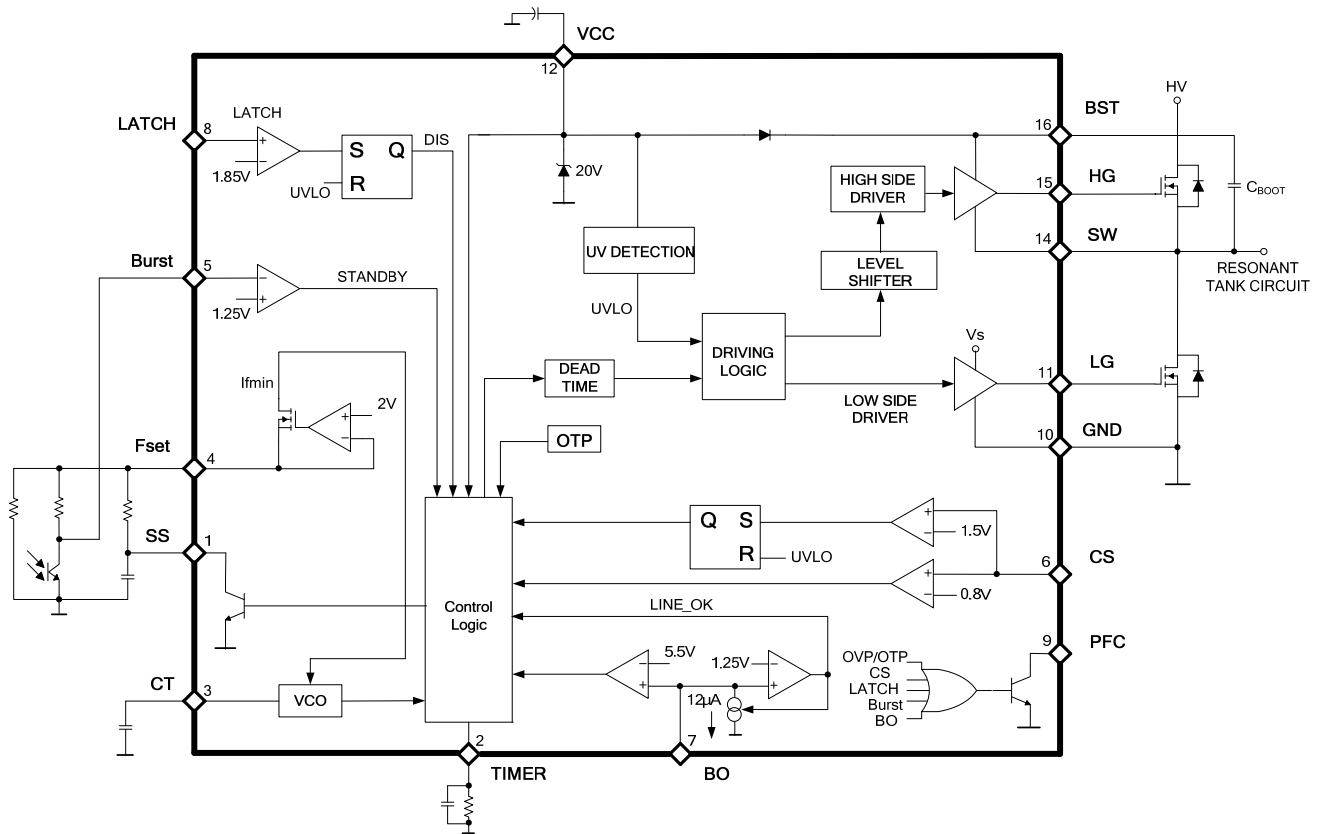 VCC
12
LATCH
8
LATCH
+
−
1.85V
S Q
R
UVLO
DIS
20V
BST
16
HV
HIGH SIDE
DRIVER
HG
15
CBOOT
SW
14
RESONANT
TANK CIRCUIT
UV DETECTION
LEVEL
SHIFTER
UVLO
Burst
5
−
+
1.25V
STANDBY
DRIVING
LOGIC
Vs
LG
11
DEAD
TIME
LOW SIDE
DRIVER
GND
10
Ifmin
2V
+
−
Fset
4
OTP
SS
1
Q S
R
UVLO
+
−
1.5V
CS
6
+
−
0.8V
Control
Logic
LINE_OK
5.5V
−
+
1.25V
−
+
12µA
PFC
9
OVP/OTP
CS
LATCH
Burst
BO
CT
3
VCO
2
TIMER
7
BO